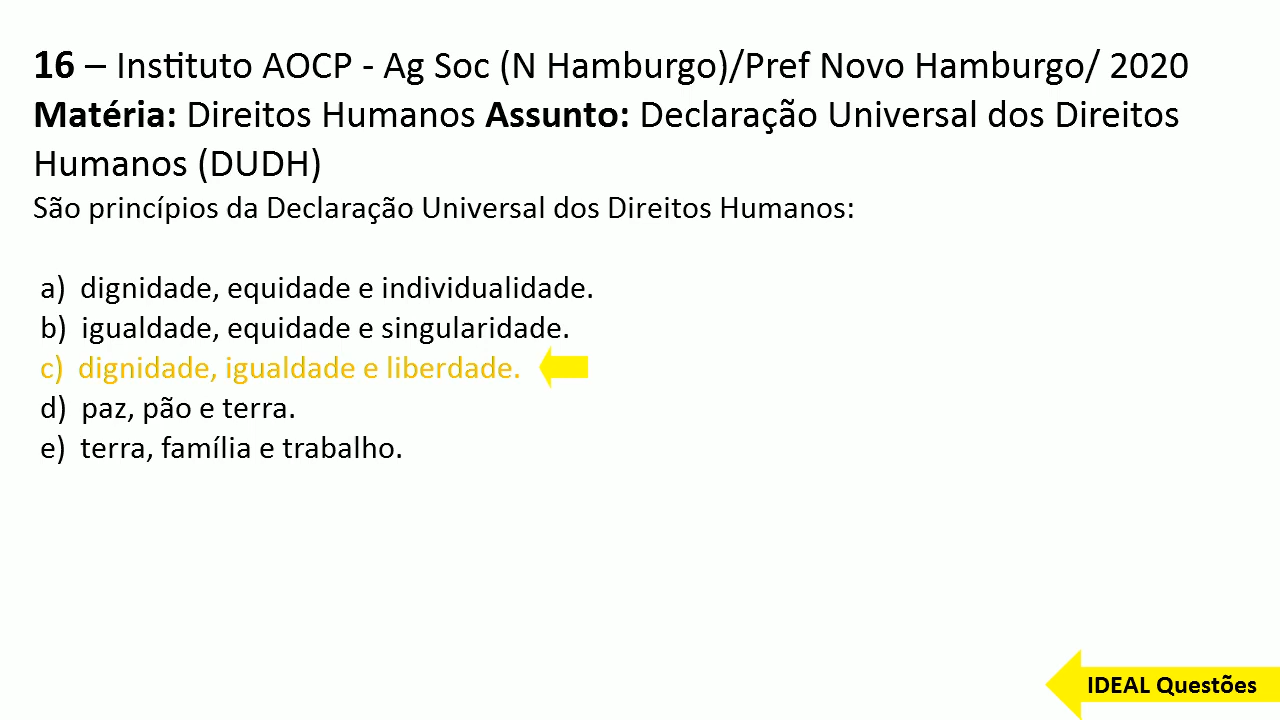 16 – Instituto AOCP - Ag Soc (N Hamburgo)/Pref Novo Hamburgo/ 2020
Matéria: Direitos Humanos Assunto: Declaração Universal dos Direitos
Humanos (DUDH)
São princípios da Declaração Universal dos Direitos Humanos:
a) dignidade, equidade e individualidade.
b) igualdade, equidade e singularidade.
c) dignidade, igualdade e liberdade.
d) paz, pão e terra.
e) terra, família e trabalho.
IDEAL Questões